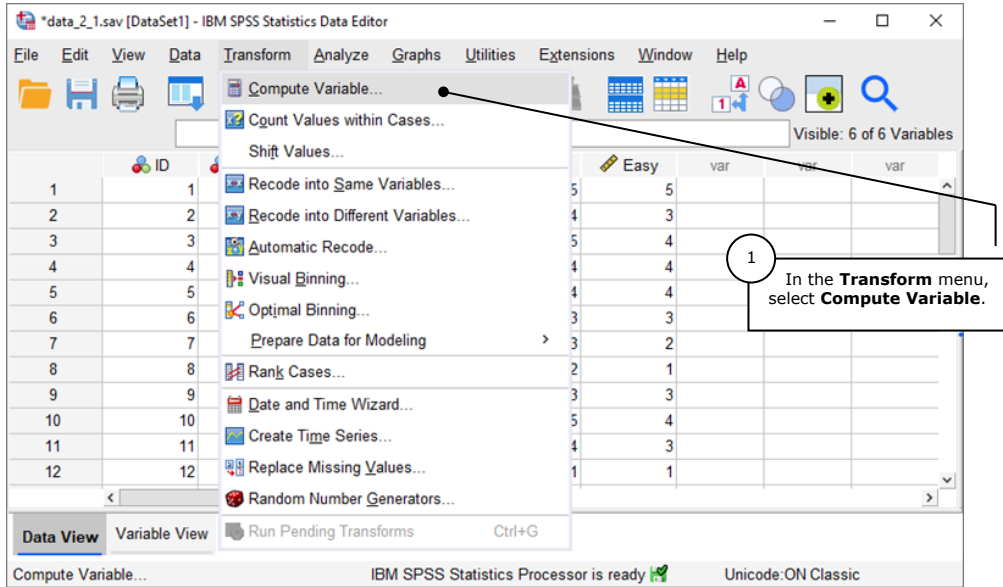 *data_2_1.sav [DataSet1] - IBM SPSS Statistics Data Editor
File Edit View Data Transform Analyze Graphs Utilities Extensions Window Help
Visible: 6 of 6 Variables
ID Easy var var var
1 1 5 5
2 2 4 3
3 3 5 4
4 4 4 4
5 5 4 4
6 6 3 3
7 7 3 2
8 8 2 1
9 9 3 3
10 10 5 4
11 11 4 3
12 12 1 1
Compute Variable...
Count Values within Cases...
Shift Values...
Recode into Same Variables...
Recode into Different Variables...
Automatic Recode...
Visual Binning...
Optimal Binning...
Prepare Data for Modeling
Rank Cases...
Date and Time Wizard...
Create Time Series...
Replace Missing Values...
Random Number Generators...
Run Pending Transforms Ctrl+G
1
In the Transform menu,
select Compute Variable.
Data View Variable View
Compute Variable... IBM SPSS Statistics Processor is ready Unicode:ON Classic